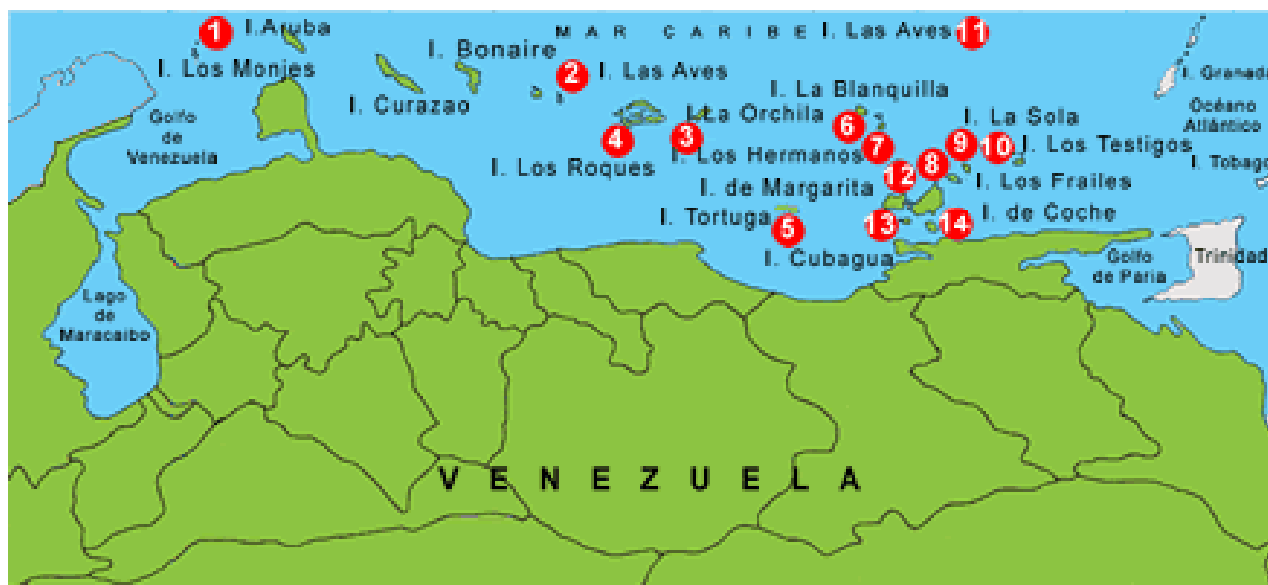 1
I.Aruba
MAR CARIBE
I. Las Aves
11
I. Los Monjes
I. Bonaire
2
I. Las Aves
I. Granada
I. Curazao
I. La Blanquilla
Golfo
de
Venezuela
4
3
I La Orchila
6
I. La Sola
Océano
Atlántico
I. Los Roques
I. Los Hermanos
7
8
9
10
I. Los Testigos
I. Tobago
I. de Margarita
12
I. Los Frailes
I. Tortuga
5
13
14
I. de Coche
I. Cubagua
Golfo
de Paria
Trinidad
Lago
de
Maracaibo
VENEZUELA